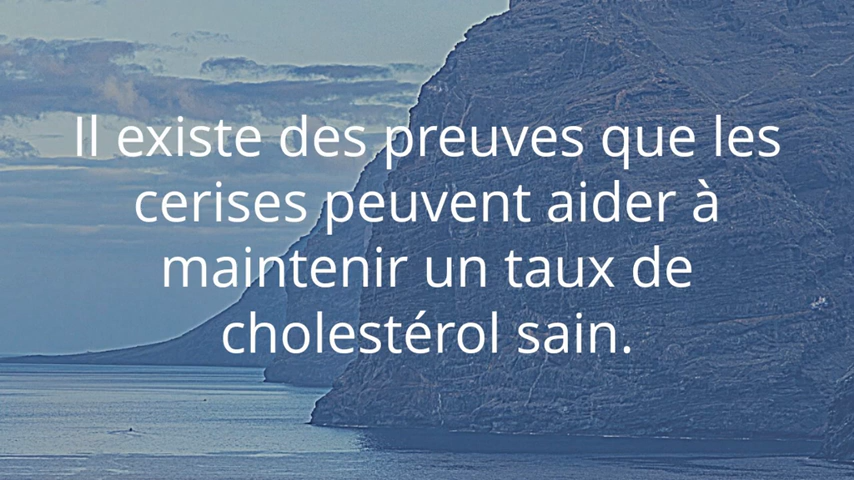 Il existe des preuves que les
cerises peuvent aider à
maintenir un taux de
cholestérol sain.